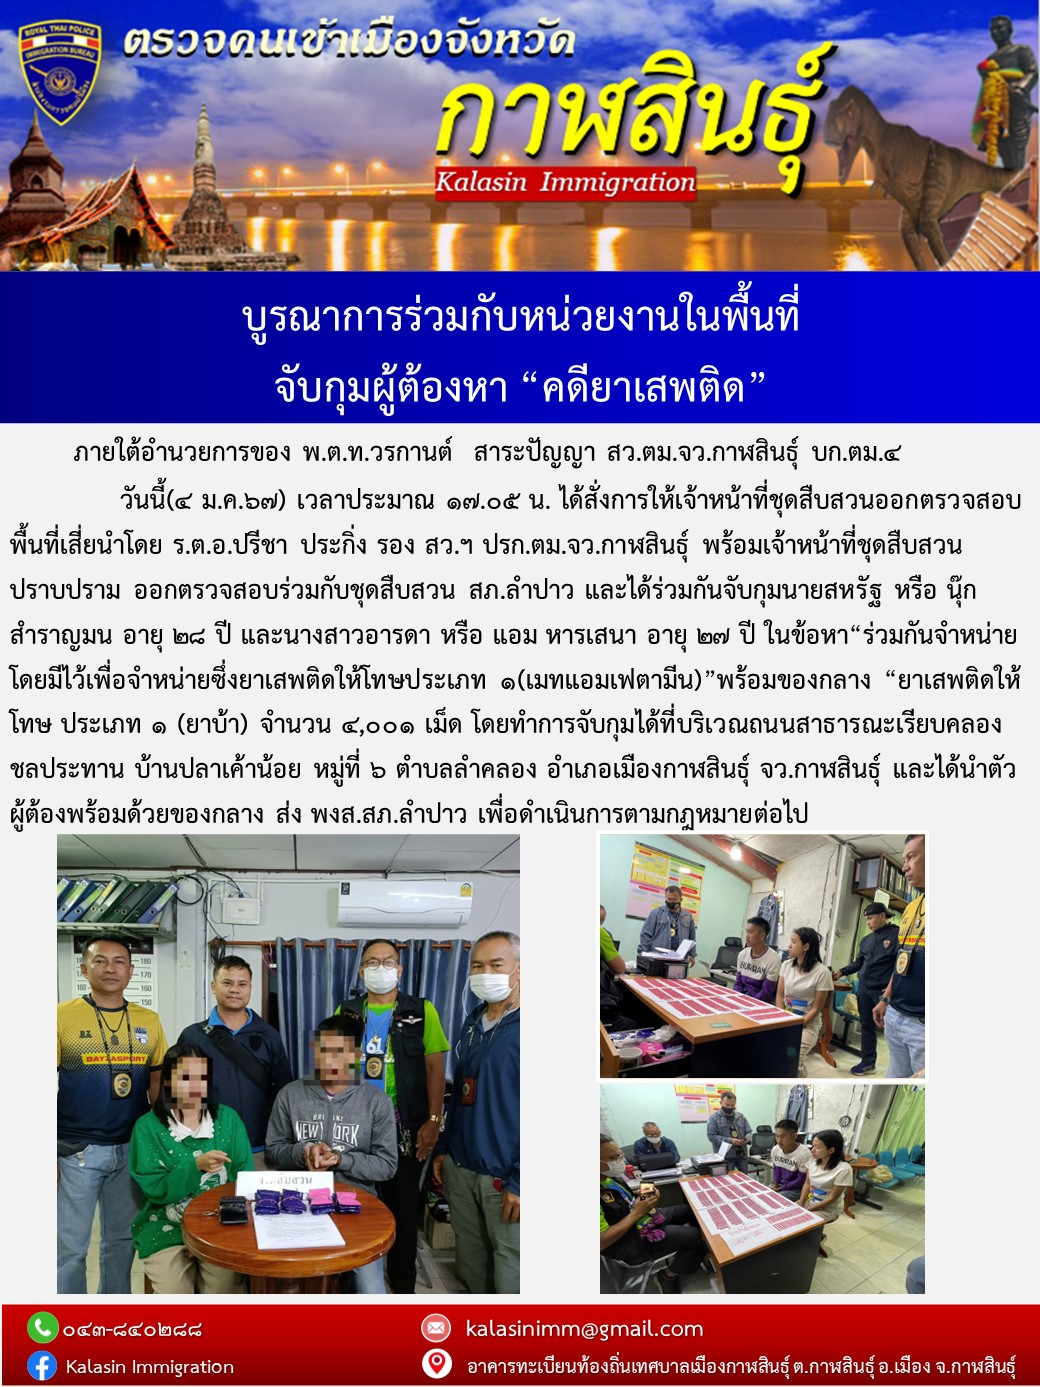 ROYAL THAI POLICE
IMMIGRATION BUREAU
ตรวจคนเข้าเมืองจังหวัด
กาฬสินธุ์
Kalasin Immigration
บูรณาการร่วมกับหน่วยงานในพื้นที่
จับกุมผู้ต้องหา “คดียาเสพติด”
ภายใต้อำนวยการของ พ.ต.ท.วรกานต์ สาระปัญญา สว.ตม.จว.กาฬสินธุ์ บก.ตม.๔
วันนี้(๔ ม.ค.๖๗) เวลาประมาณ ๑๗.๐๕ น. ได้สั่งการให้เจ้าหน้าที่ชุดสืบสวนออกตรวจสอบ
พื้นที่เสี่ยนำโดย ร.ต.อ.ปรีชา ประกิ่ง รอง สว.ฯ ปรก.ตม.จว.กาฬสินธุ์ พร้อมเจ้าหน้าที่ชุดสืบสวน
ปราบปราม ออกตรวจสอบร่วมกับชุดสืบสวน สภ.ลำปาว และได้ร่วมกันจับกุมนายสหรัฐ หรือ นุ๊ก
สำราญมน อายุ ๒๘ ปี และนางสาวอารดา หรือ แอม หารเสนา อายุ ๒๗ ปี ในข้อหา“ร่วมกันจำหน่าย
โดยมีไว้เพื่อจำหน่ายซึ่งยาเสพติดให้โทษประเภท ๑(เมทแอมเฟตามีน)”พร้อมของกลาง “ยาเสพติดให้
โทษ ประเภท ๑ (ยาบ้า) จำนวน ๔,๐๐๑ เม็ด โดยทำการจับกุมได้ที่บริเวณถนนสาธารณะเรียบคลอง
ชลประทาน บ้านปลาเค้าน้อย หมู่ที่ ๖ ตำบลลำคลอง อำเภอเมืองกาฬสินธุ์ จว.กาฬสินธุ์ และได้นำตัว
ผู้ต้องพร้อมด้วยของกลาง ส่ง พงส.สภ.ลำปาว เพื่อดำเนินการตามกฎหมายต่อไป
180
170
160
150
BAYZASPORT
NEW YORK
๐๔๓-๘๔๐๒๘๘
kalasinimm@gmail.com
Kalasin Immigration
อาคารทะเบียนท้องถิ่นเทศบาลเมืองกาฬสินธุ์ ต.กาฬสินธุ์ อ.เมือง จ.กาฬสินธุ์